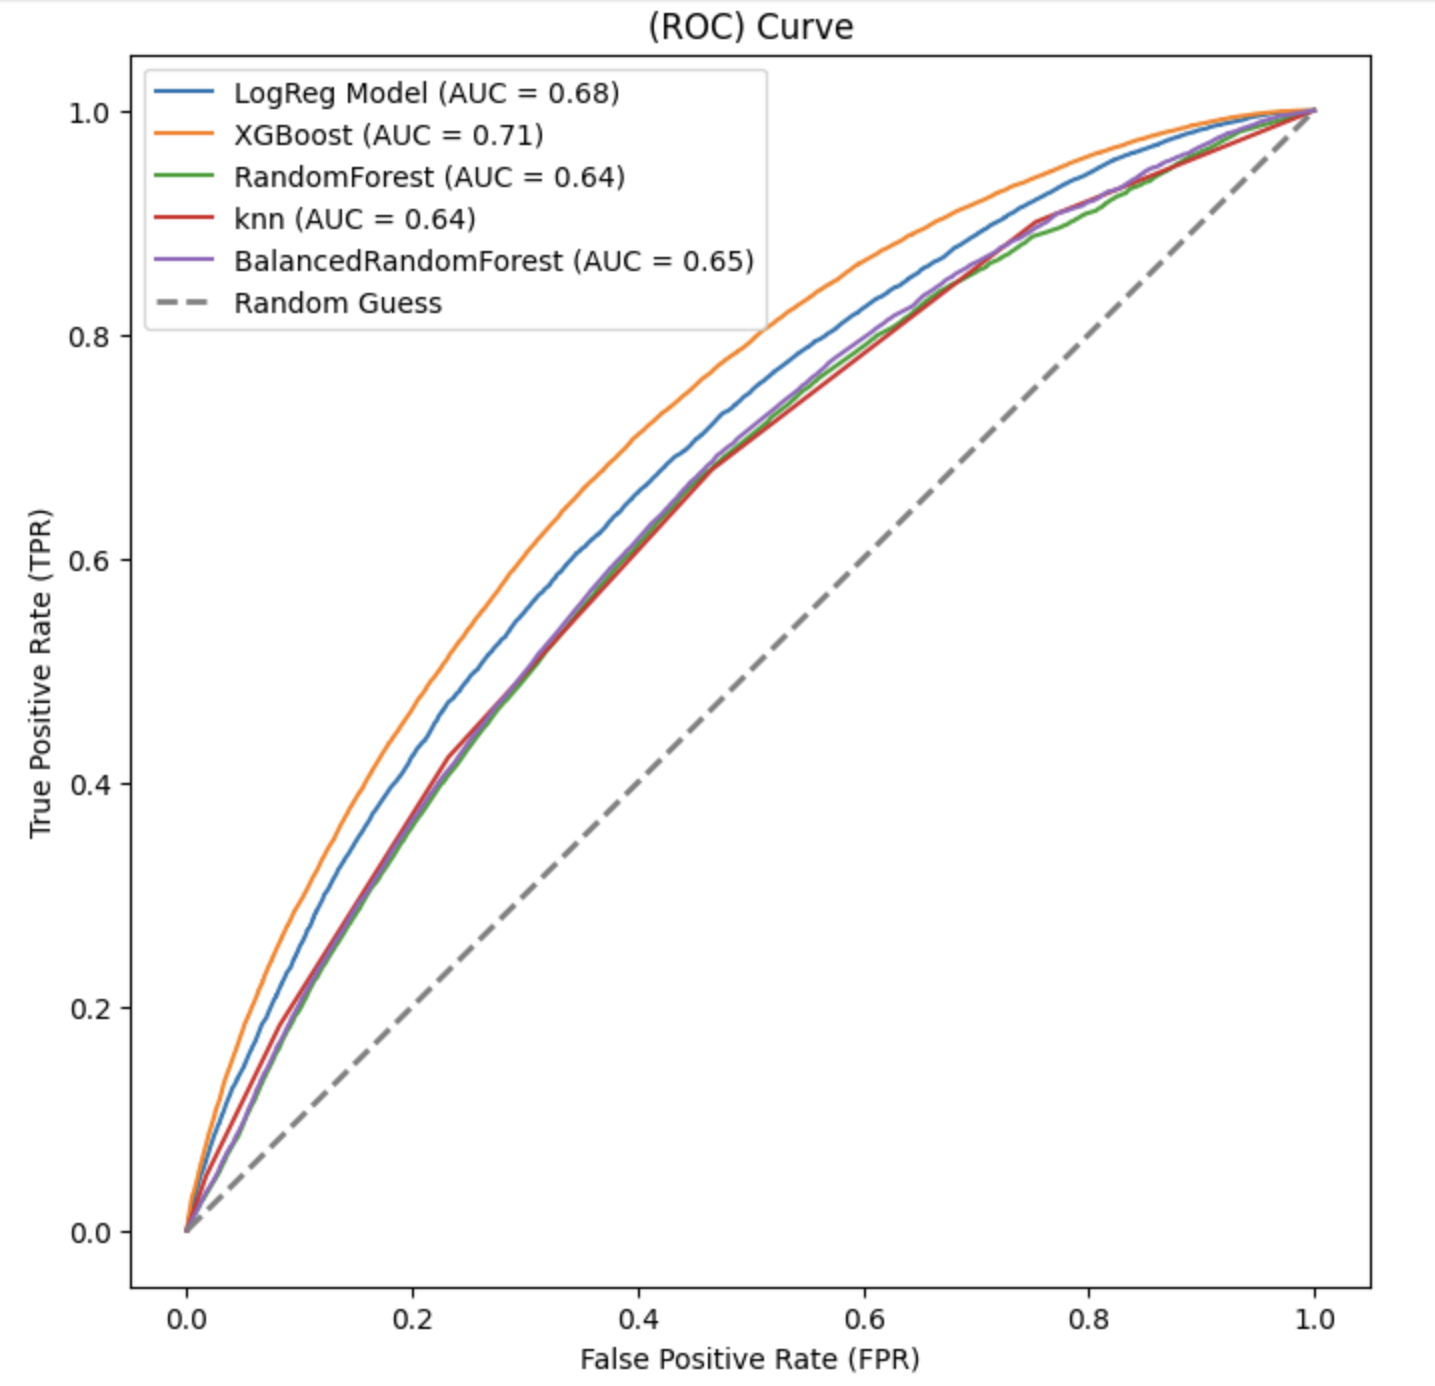 (ROC) Curve
LogReg Model (AUC = 0.68)
XGBoost (AUC = 0.71)
RandomForest (AUC = 0.64)
knn (AUC = 0.64)
BalancedRandomForest (AUC = 0.65)
Random Guess
True Positive Rate (TPR)
1.0
0.8
0.6
0.4
0.2
0.0
0.0 0.2 0.4 0.6 0.8 1.0
False Positive Rate (FPR)